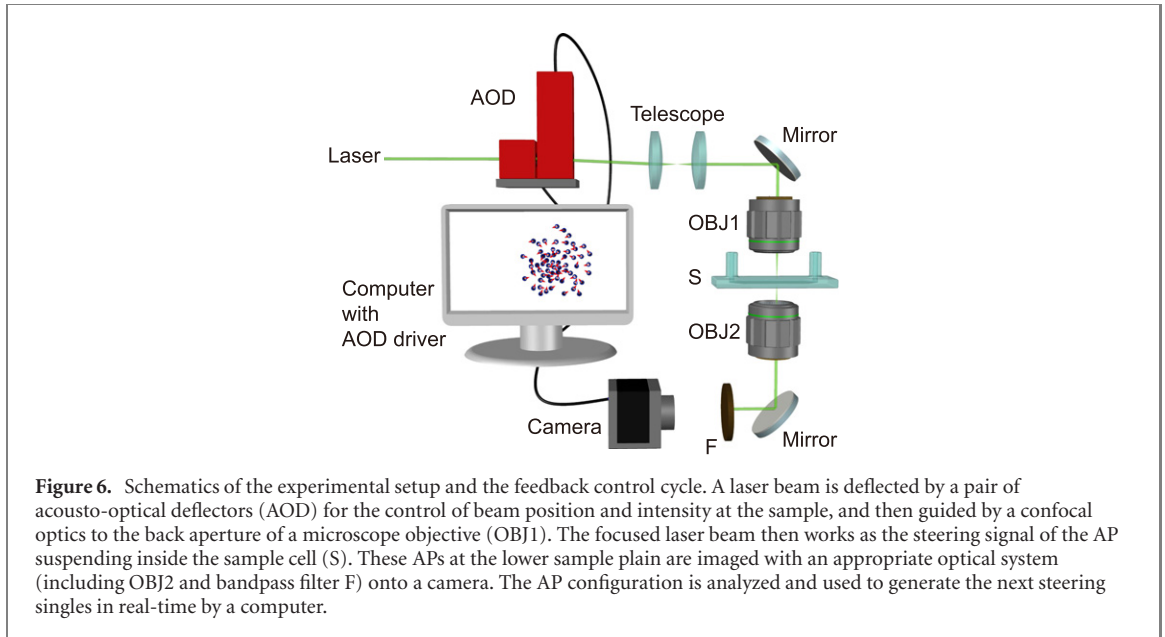 AOD
Telescope
Mirror
Laser
OBJ1
S
Computer
with
AOD driver
OBJ2
Camera
F
Mirror
Figure 6. Schematics of the experimental setup and the feedback control cycle. A laser beam is deflected by a pair of
acousto-optical deflectors (AOD) for the control of beam position and intensity at the sample, and then guided by a confocal
optics to the back aperture of a microscope objective (OBJ1). The focused laser beam then works as the steering signal of the AP
suspending inside the sample cell (S). These APs at the lower sample plain are imaged with an appropriate optical system
(including OBJ2 and bandpass filter F) onto a camera. The AP configuration is analyzed and used to generate the next steering
singles in real-time by a computer.